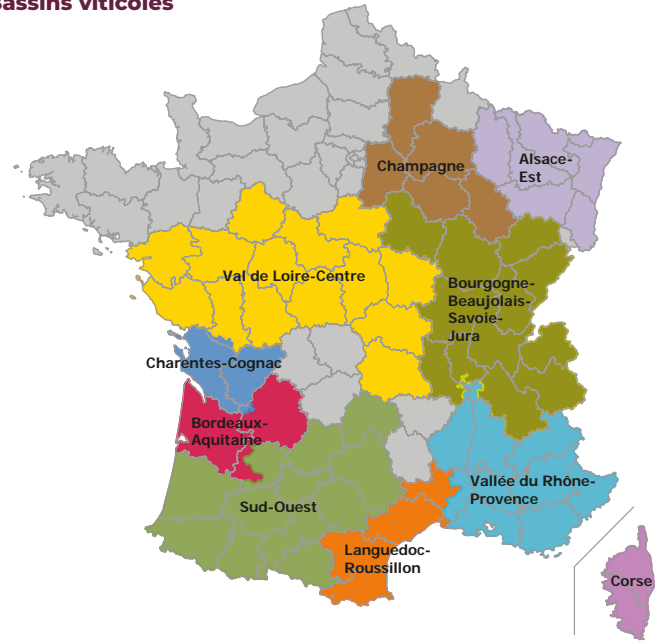 Bassins viticoles
Champagne
Alsace-
Est
Val de Loire-Centre
Bourgogne-
Beaujolais-
Savoie-
Jura
Charentes-Cognac
Bordeaux-
Aquitaine
Sud-Ouest
Vallée du Rhône-
Provence
Languedoc-
Roussillon
Corse